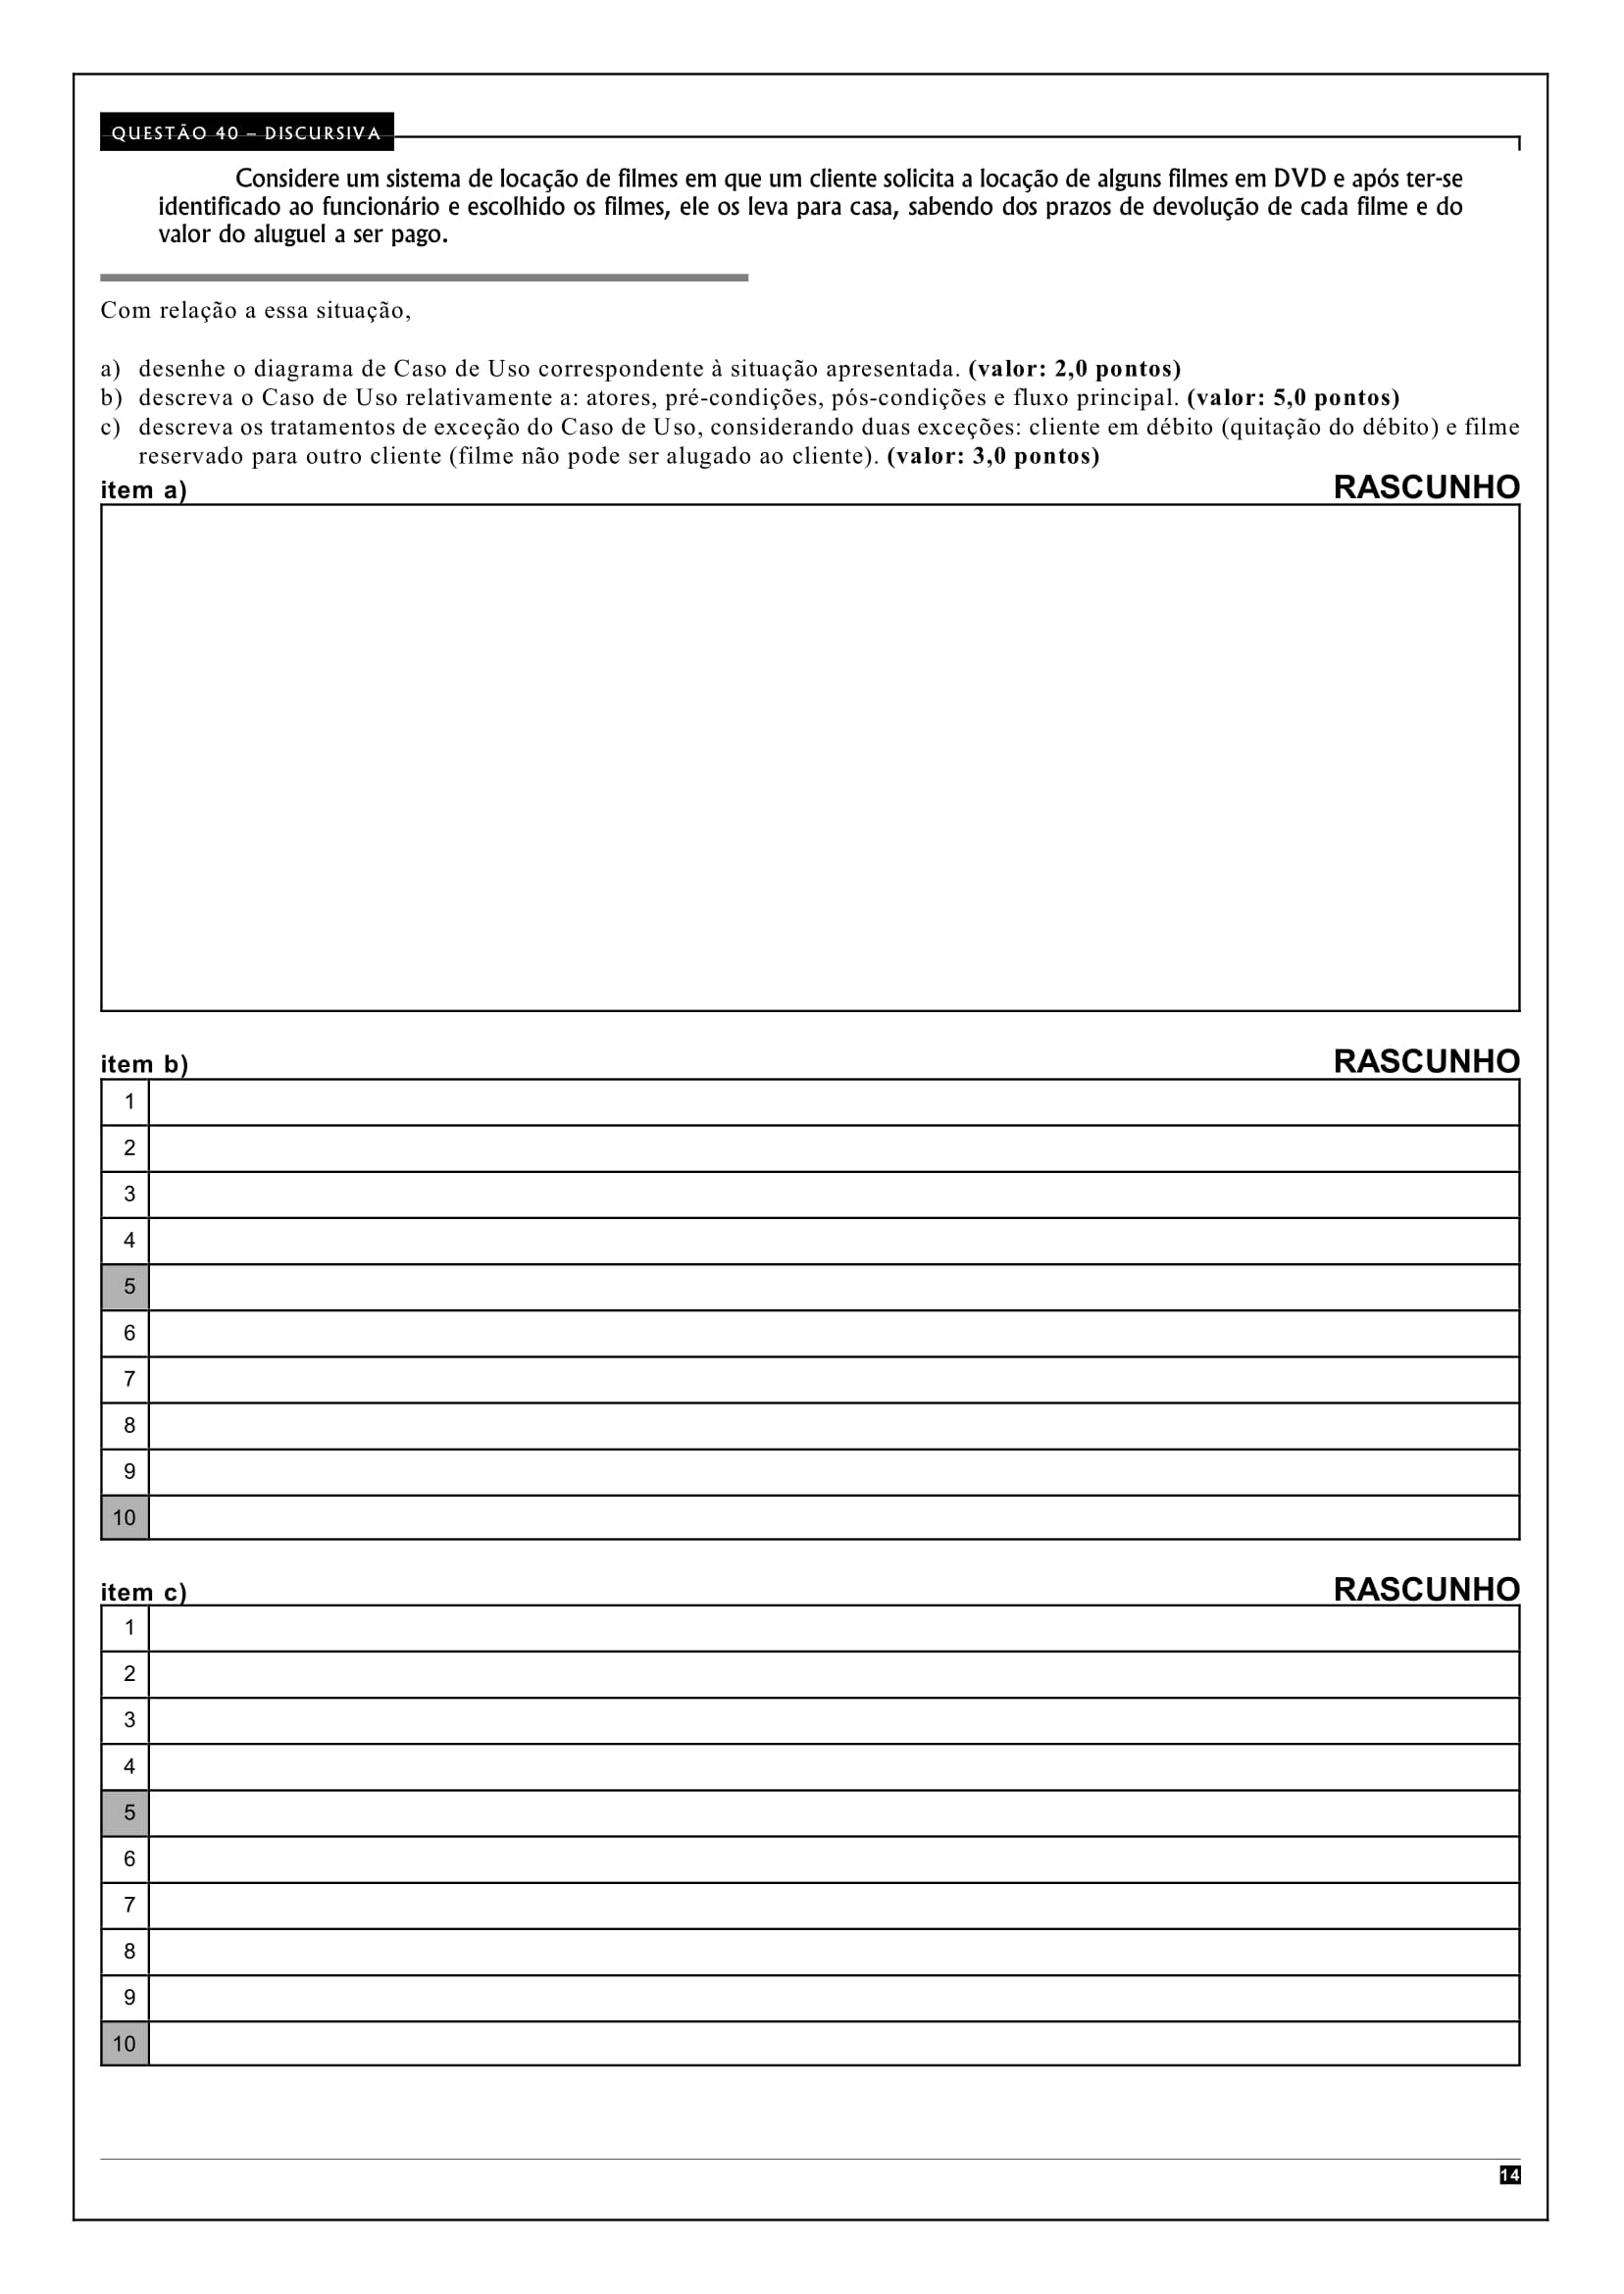 QUESTÃO 40 – DISCURSIVA
Considere um sistema de locação de filmes em que um cliente solicita a locação de alguns filmes em DVD e após ter-se
identificado ao funcionário e escolhido os filmes, ele os leva para casa, sabendo dos prazos de devolução de cada filme e do
valor do aluguel a ser pago.
Com relação a essa situação,
a) desenhe o diagrama de Caso de Uso correspondente à situação apresentada. (valor: 2,0 pontos)
b) descreva o Caso de Uso relativamente a: atores, pré-condições, pós-condições e fluxo principal. (valor: 5,0 pontos)
c) descreva os tratamentos de exceção do Caso de Uso, considerando duas exceções: cliente em débito (quitação do débito) e filme
reservado para outro cliente (filme não pode ser alugado ao cliente). (valor: 3,0 pontos)
item a) RASCUNHO
item b) RASCUNHO
1
2
3
4
5
6
7
8
9
10
item c) RASCUNHO
1
2
3
4
5
6
7
8
9
10
14